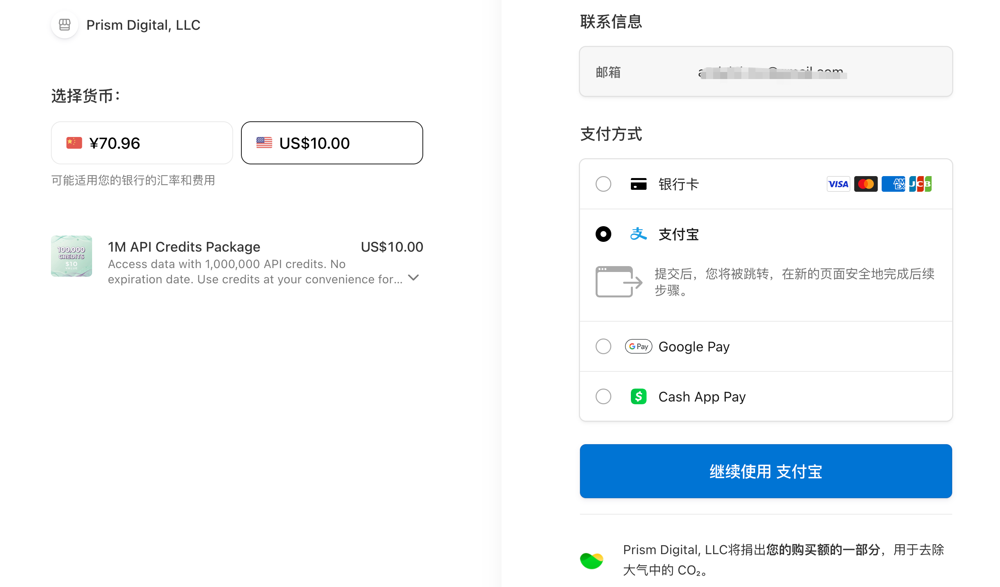 Prism Digital, LLC
选择货币：
¥70.96
US$10.00
可能适用您的银行的汇率和费用
100,000
CREDITS
$10
VALUE
1M API Credits Package
US$10.00
Access data with 1,000,000 API credits. No
expiration date. Use credits at your convenience for...
联系信息
邮箱
支付方式
银行卡
VISA
AM
EX
JCB
支
支付宝
提交后，您将被跳转，在新的页面安全地完成后续
步骤。
G Pay
Google Pay
$
Cash App Pay
继续使用 支付宝
Prism Digital, LLC将捐出您的购买额的一部分，用于去除
大气中的 CO₂。